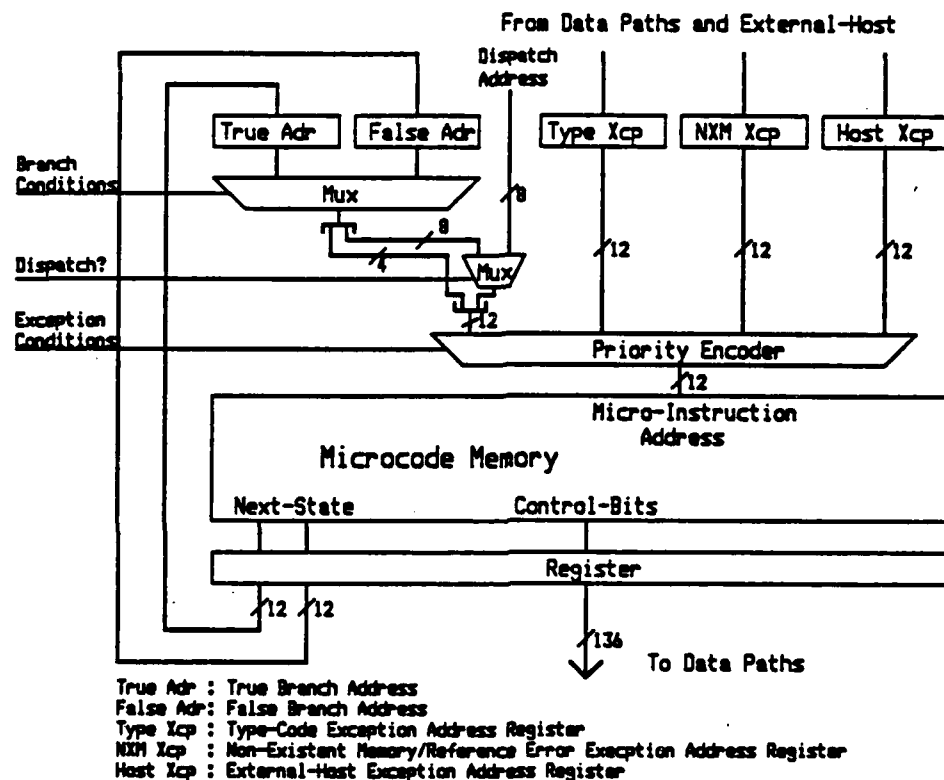 From Data Paths and External-Host
Dispatch
Address
True Adr
False Adr
Type Xcp
NXM Xcp
Host Xcp
Branch
Conditions
Mux
8
8
4
12
12
12
Dispatch?
Mux
12
Exception
Conditions
Priority Encoder
12
Micro-Instruction
Address
Microcode Memory
Next-State
Control-Bits
Register
12
12
136
To Data Paths
True Adr : True Branch Address
False Adr: False Branch Address
Type Xcp : Type-Code Exception Address Register
NXM Xcp : Non-Existent Memory/Reference Error Execption Address Register
Host Xcp : External-Host Exception Address Register